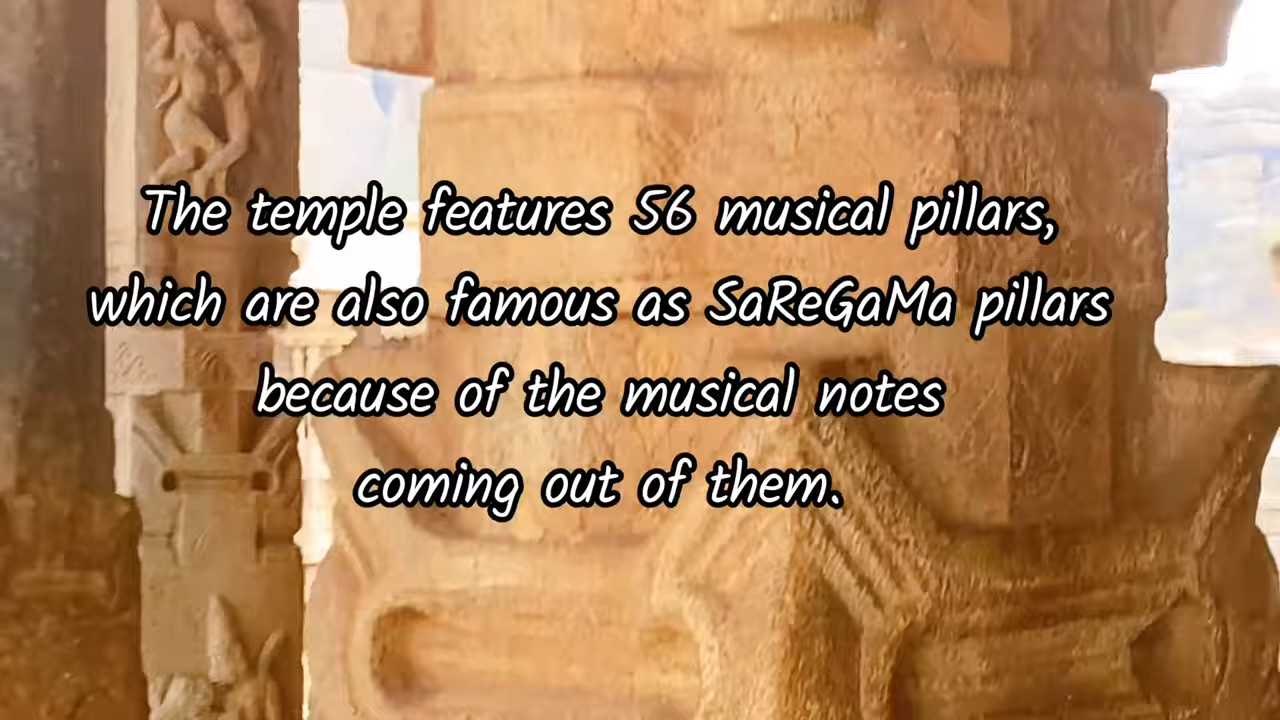 The temple features 56 musical pillars,
which are also famous as SaReGaMa pillars
because of the musical notes
coming out of them.